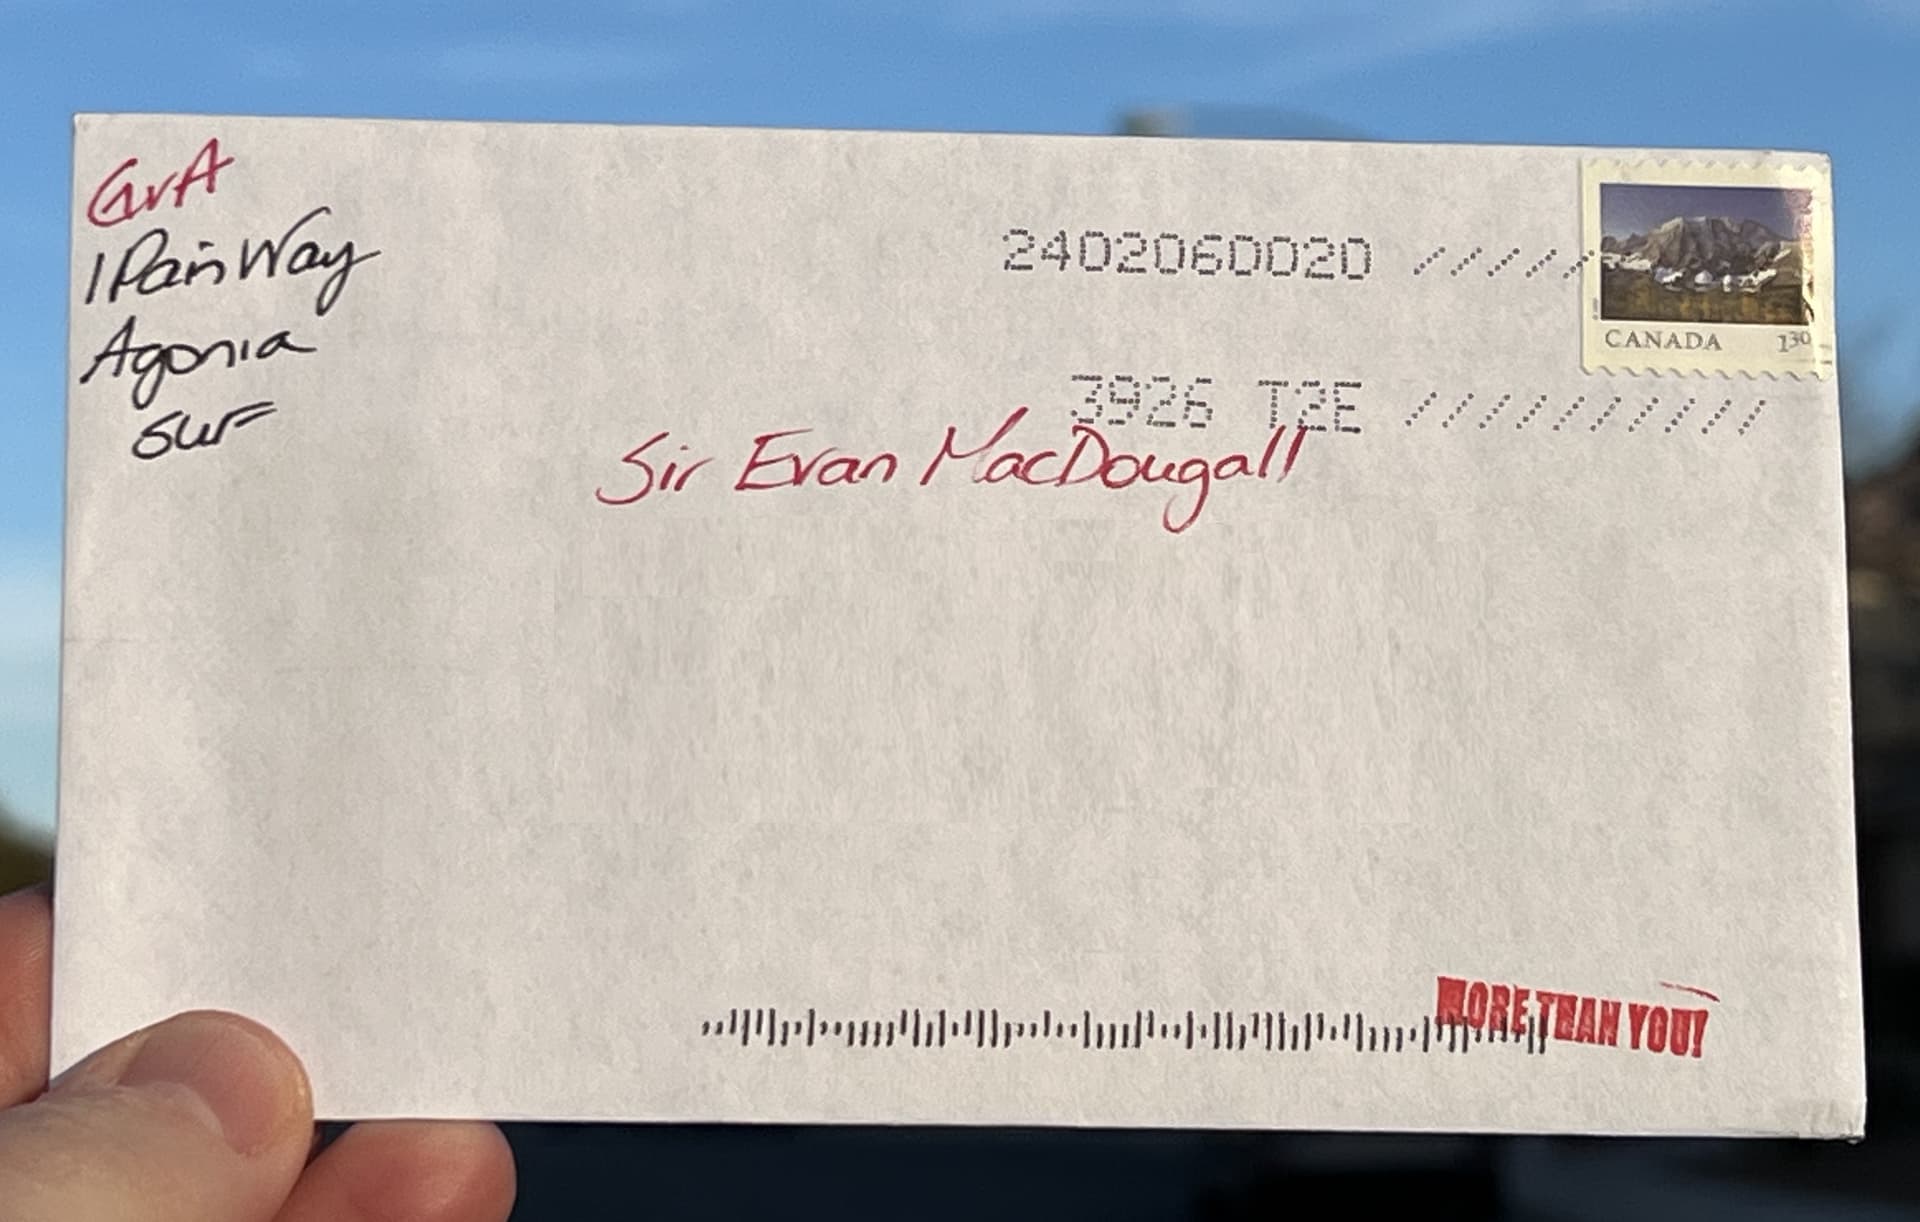 GvA
1 Pain Way
Agonia
SWF
2402060020 /////
CANADA 130
3926 T2E //////////
Sir Evan MacDougall
MORE THAN YOU!